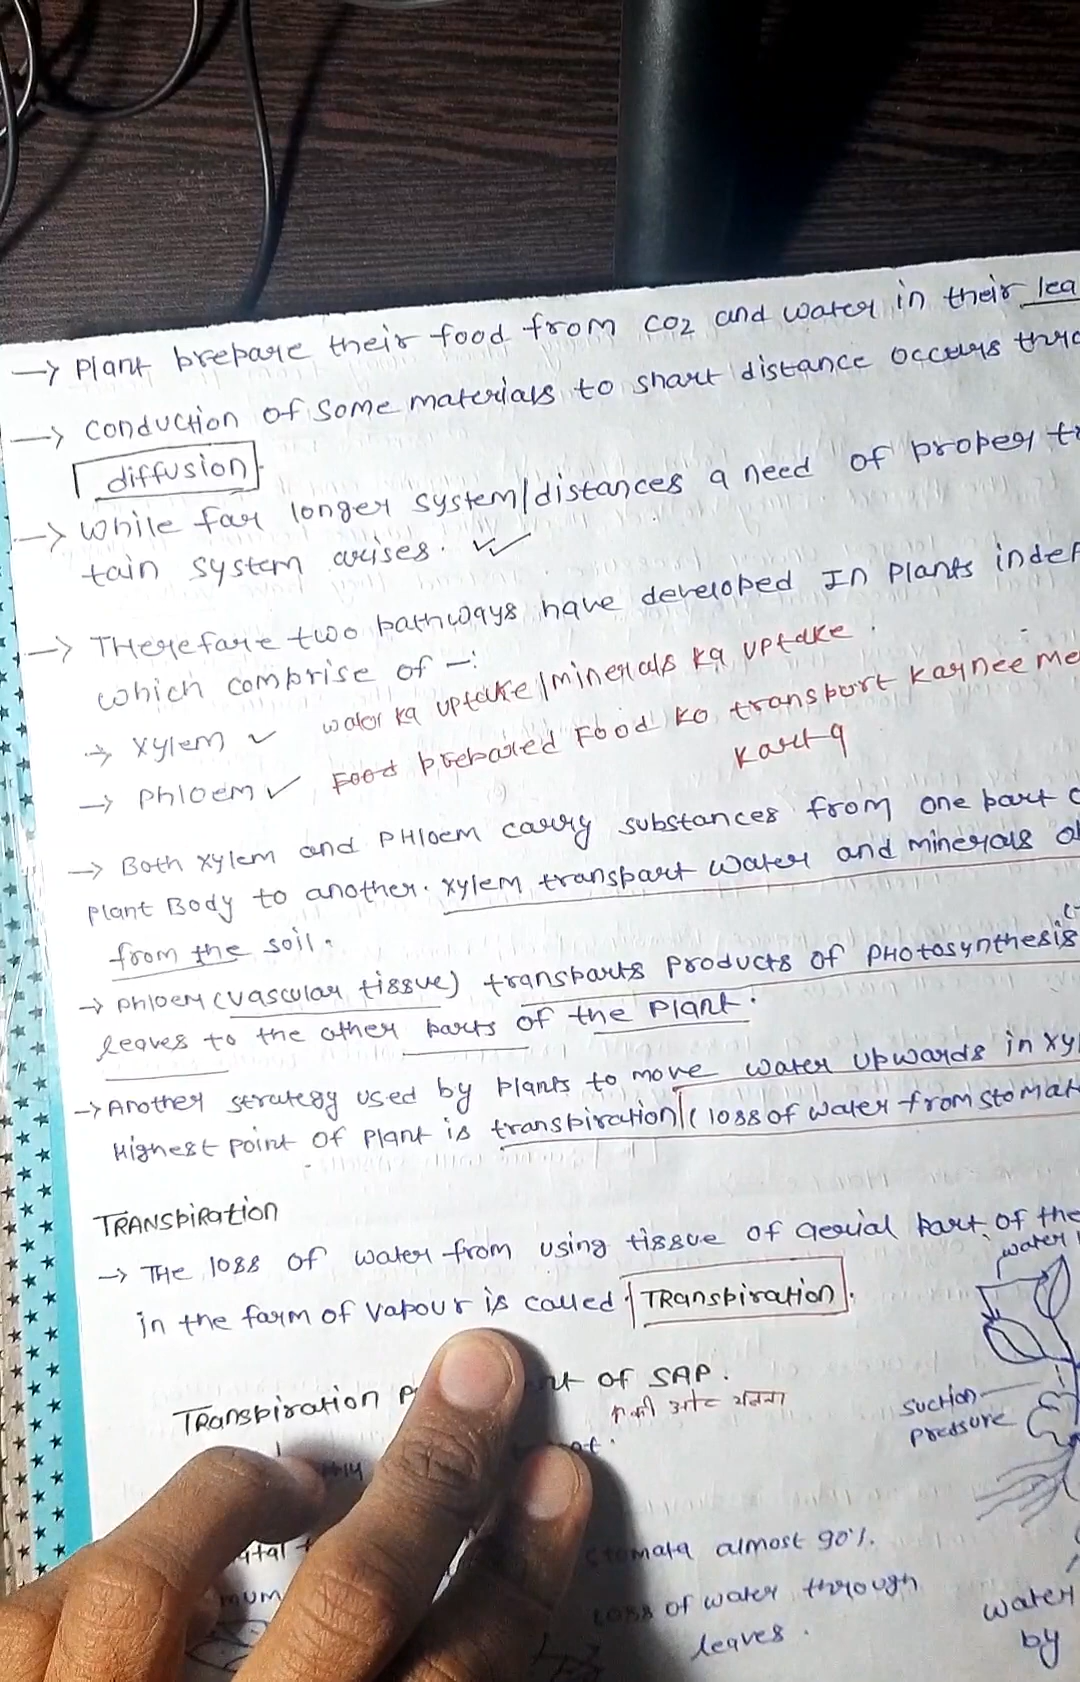 → Plant prepare their food from CO2 and water in their lea
→ conduction of some materials to short distance occurs thro
diffusion
→ while for longer system/distances a need of proper tr
tain system arises.
→ Therefore two pathways have developed In plants indep
which comprise of -:
→ Xylem ✓ water ka uptake/minerals ka uptake.
→ Phloem ✓ Food prepared Food ko transport karnee me
karta
→ Both xylem and PHloem carry substances from one part o
plant Body to another. xylem transport water and minerals ob
from the soil.
→ phloem (vascular tissue) transports products of PHotosynthesis
leaves to the other parts of the plant.
→ Another strategy used by plants to move water upwards in xyl
Highest point of plant is transpiration (loss of water from stomat
TRANSpiRation
→ THe loss of water from using tissue of aerial part of the
in the form of vapour is called TRanspiration.
water
TRanspiration
of SAP.
suction
pressure
stomata almost 90%.
loss of water through
leaves.
water
by